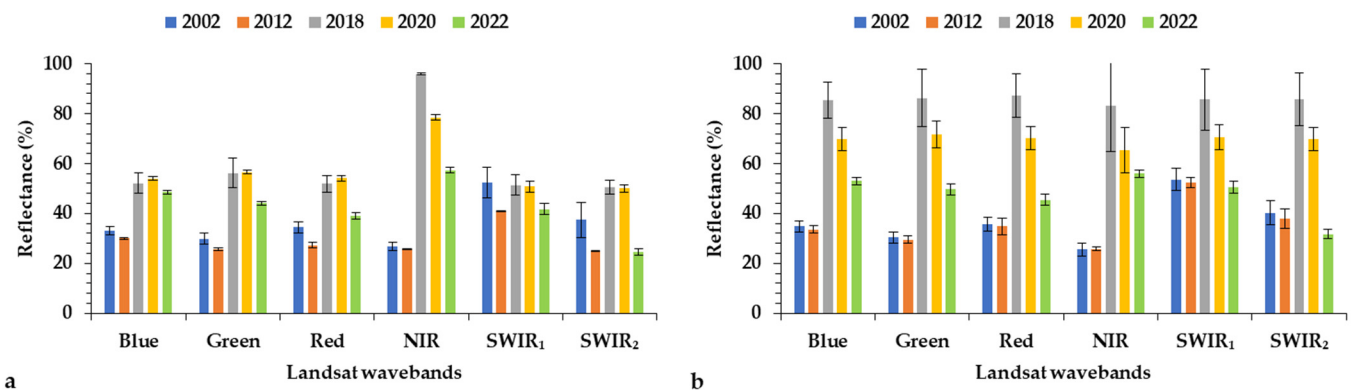 2002 2012 2018 2020 2022
Reflectance (%)
100
80
60
40
20
0
Blue Green Red NIR SWIR₁ SWIR₂
Landsat wavebands
a
2002 2012 2018 2020 2022
Reflectance (%)
100
80
60
40
20
0
Blue Green Red NIR SWIR₁ SWIR₂
Landsat wavebands
b